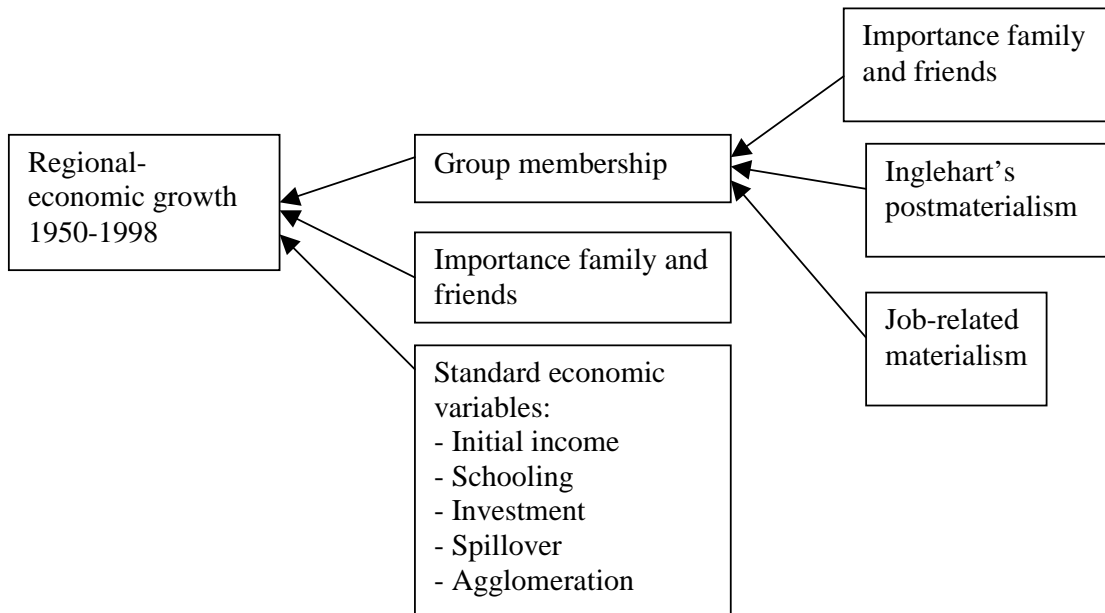 Regional-
economic growth
1950-1998
Group membership
Importance family and
friends
Standard economic
variables:
- Initial income
- Schooling
- Investment
- Spillover
- Agglomeration
Importance family
and friends
Inglehart’s
postmaterialism
Job-related
materialism